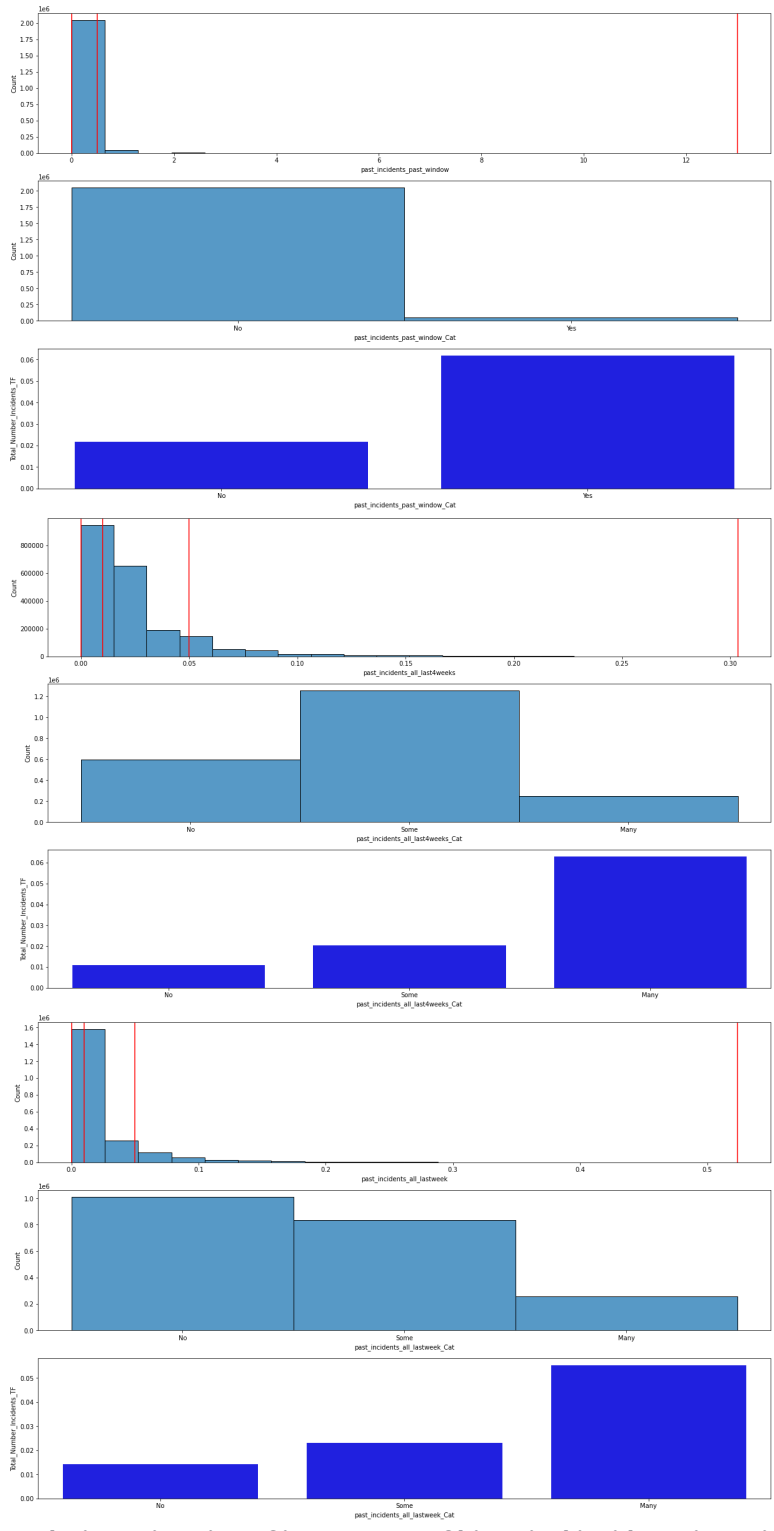 1e6
2.00
1.75
1.50
1.25
1.00
0.75
0.50
0.25
0.00
Count
0 2 4 6 8 10 12
past_incidents_past_window
1e6
2.00
1.75
1.50
1.25
1.00
0.75
0.50
0.25
0.00
Count
No Yes
past_incidents_past_window_Cat
0.06
0.05
0.04
0.03
0.02
0.01
0.00
Total_Number_Incidents_TF
No Yes
past_incidents_past_window_Cat
800000
600000
400000
200000
0
Count
0.00 0.05 0.10 0.15 0.20 0.25 0.30
past_incidents_all_last4weeks
1e6
1.2
1.0
0.8
0.6
0.4
0.2
0.0
Count
No Some Many
past_incidents_all_last4weeks_Cat
0.06
0.05
0.04
0.03
0.02
0.01
0.00
Total_Number_Incidents_TF
No Some Many
past_incidents_all_last4weeks_Cat
1e6
1.6
1.4
1.2
1.0
0.8
0.6
0.4
0.2
0.0
Count
0.0 0.1 0.2 0.3 0.4 0.5
past_incidents_all_lastweek
1e6
1.0
0.8
0.6
0.4
0.2
0.0
Count
No Some Many
past_incidents_all_lastweek_Cat
0.05
0.04
0.03
0.02
0.01
0.00
Total_Number_Incidents_TF
No Some Many
past_incidents_all_lastweek_Cat